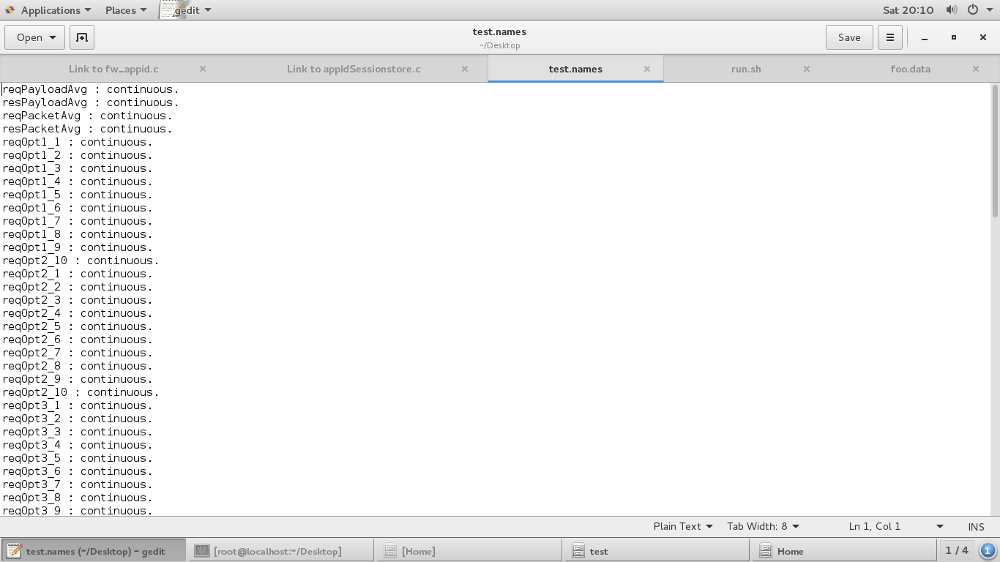 Applications Places gedit Sat 20:10
Open test.names Save
~/Desktop
Link to fw_appid.c Link to appIdSessionstore.c test.names run.sh foo.data
reqPayloadAvg : continuous.
resPayloadAvg : continuous.
reqPacketAvg : continuous.
resPacketAvg : continuous.
reqOpt1_1 : continuous.
reqOpt1_2 : continuous.
reqOpt1_3 : continuous.
reqOpt1_4 : continuous.
reqOpt1_5 : continuous.
reqOpt1_6 : continuous.
reqOpt1_7 : continuous.
reqOpt1_8 : continuous.
reqOpt1_9 : continuous.
reqOpt2_10 : continuous.
reqOpt2_1 : continuous.
reqOpt2_2 : continuous.
reqOpt2_3 : continuous.
reqOpt2_4 : continuous.
reqOpt2_5 : continuous.
reqOpt2_6 : continuous.
reqOpt2_7 : continuous.
reqOpt2_8 : continuous.
reqOpt2_9 : continuous.
reqOpt2_10 : continuous.
reqOpt3_1 : continuous.
reqOpt3_2 : continuous.
reqOpt3_3 : continuous.
reqOpt3_4 : continuous.
reqOpt3_5 : continuous.
reqOpt3_6 : continuous.
reqOpt3_7 : continuous.
reqOpt3_8 : continuous.
reqOpt3_9 : continuous.
Plain Text Tab Width: 8 Ln 1, Col 1 INS
test.names (~/Desktop) - gedit [root@localhost:~/Desktop] [Home] test Home 1 / 4 1